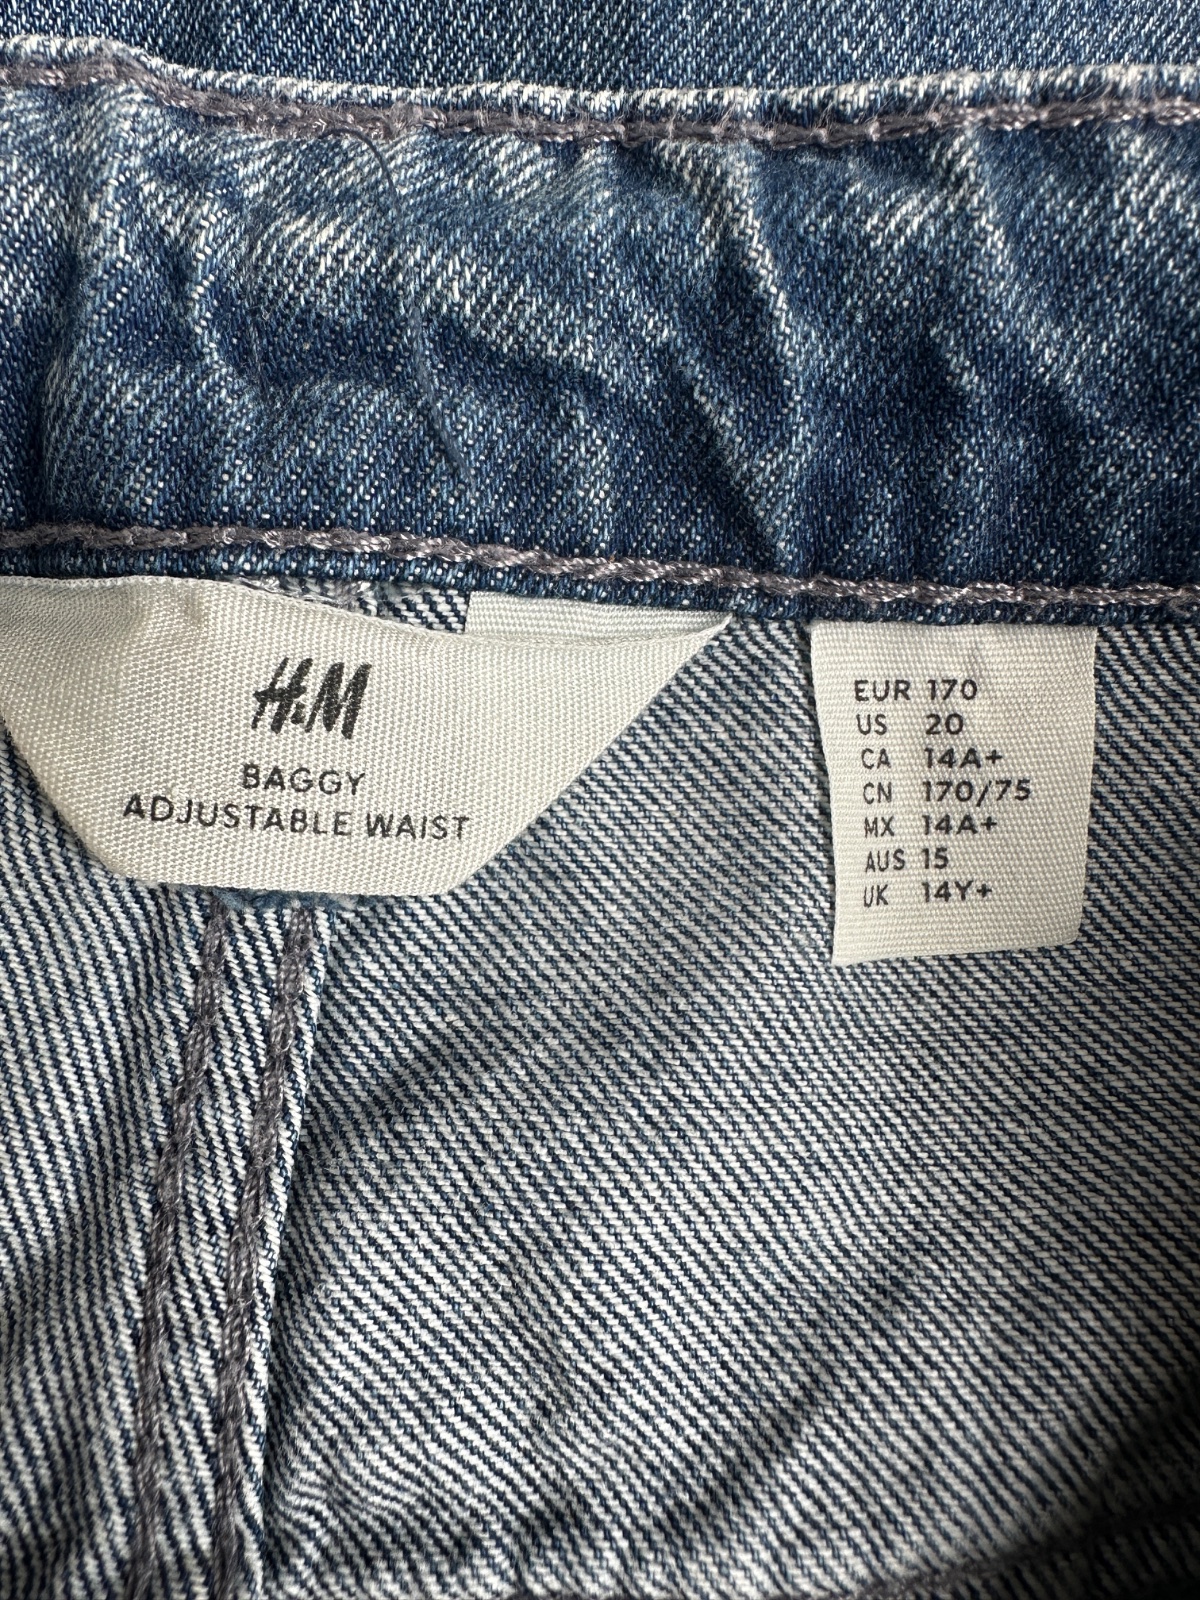 H&M
BAGGY
ADJUSTABLE WAIST
EUR 170
US 20
CA 14A+
CN 170/75
MX 14A+
AUS 15
UK 14Y+